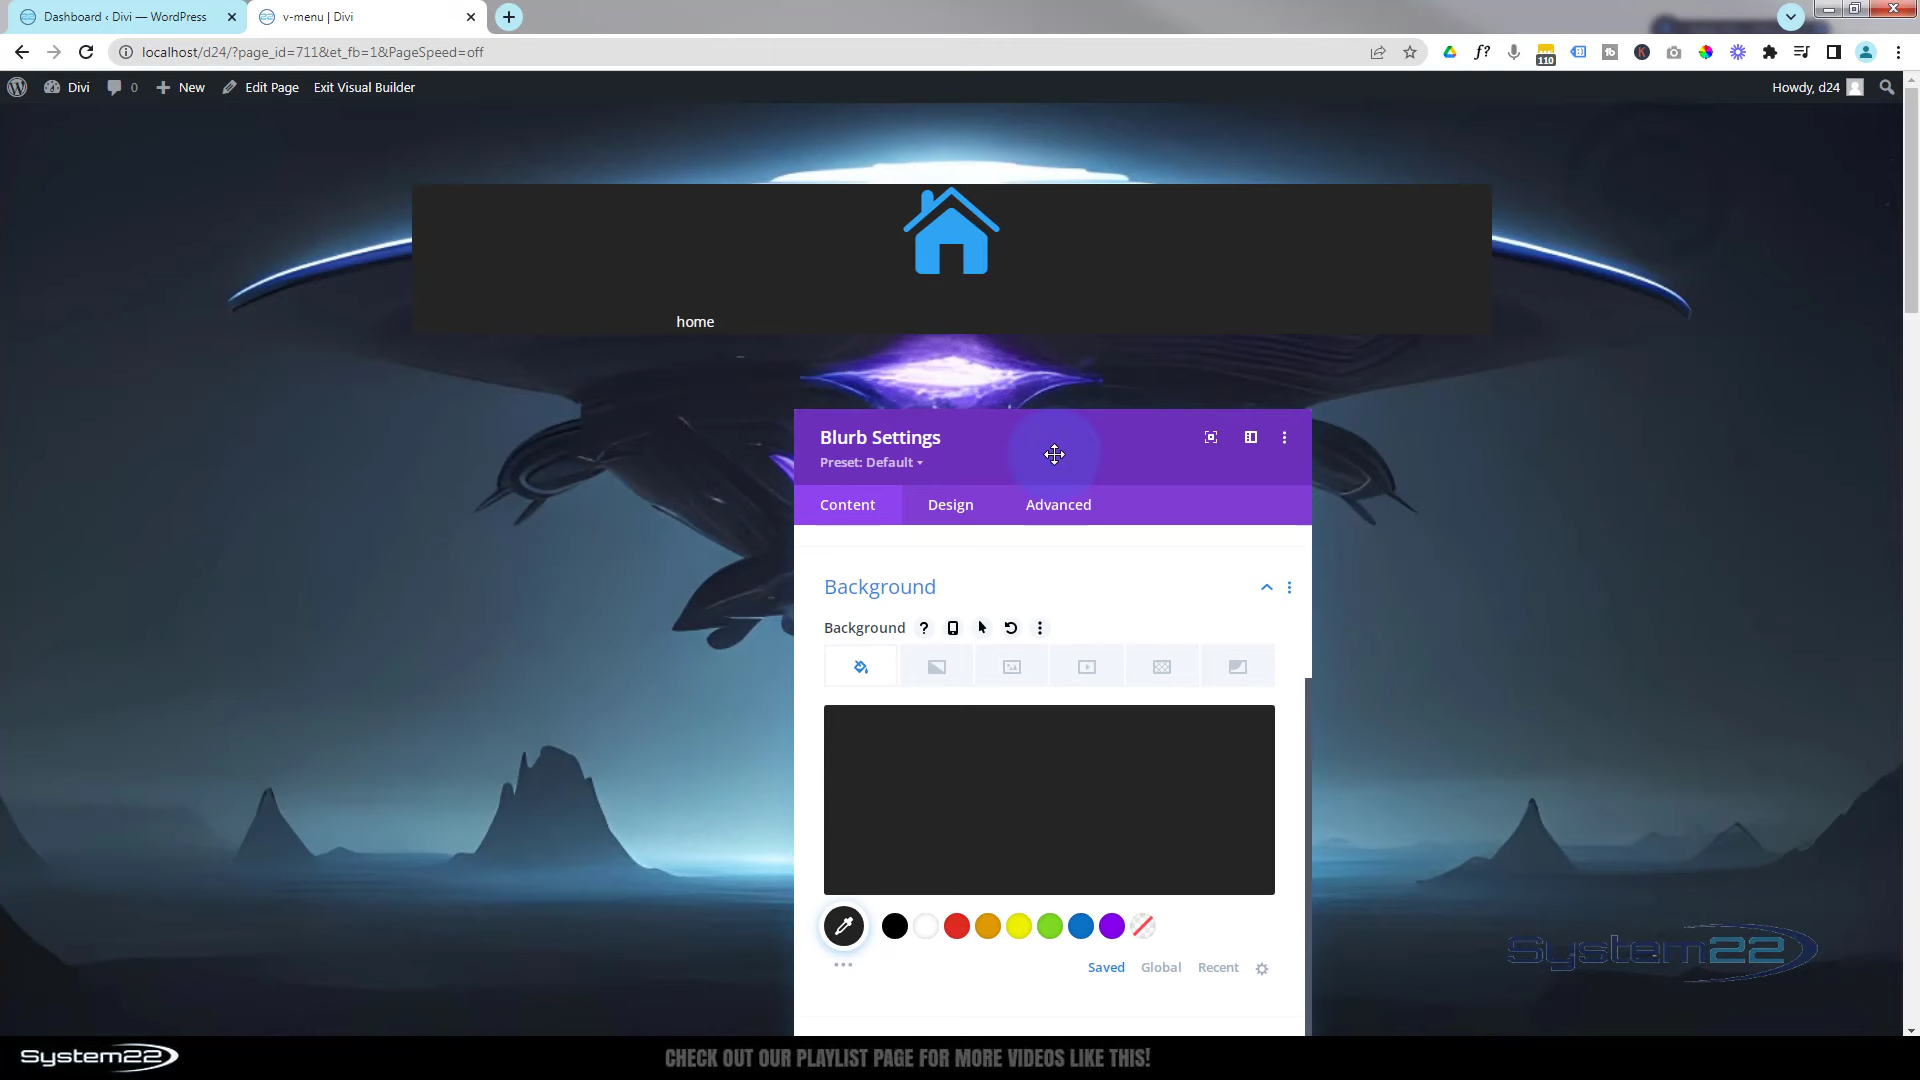 Dashboard ‹ Divi — WordPress
v-menu | Divi
localhost/d24/?page_id=711&et_fb=1&PageSpeed=off
f?
110
Divi
0
New
Edit Page
Exit Visual Builder
Howdy, d24
home
Blurb Settings
Preset: Default
Content
Design
Advanced
Background
Background
?
Saved
Global
Recent
System22
System22
CHECK OUT OUR PLAYLIST PAGE FOR MORE VIDEOS LIKE THIS!